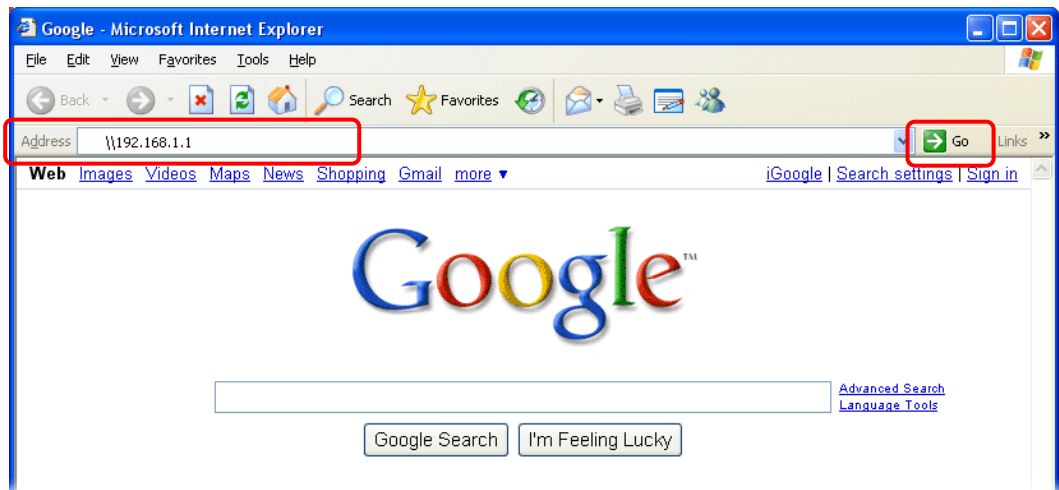 Google - Microsoft Internet Explorer
File Edit View Favorites Tools Help
Back Search Favorites
Address \\192.168.1.1 Go Links »
Web Images Videos Maps News Shopping Gmail more ▼ iGoogle | Search settings | Sign in
Google™
Advanced Search
Language Tools
Google Search I'm Feeling Lucky